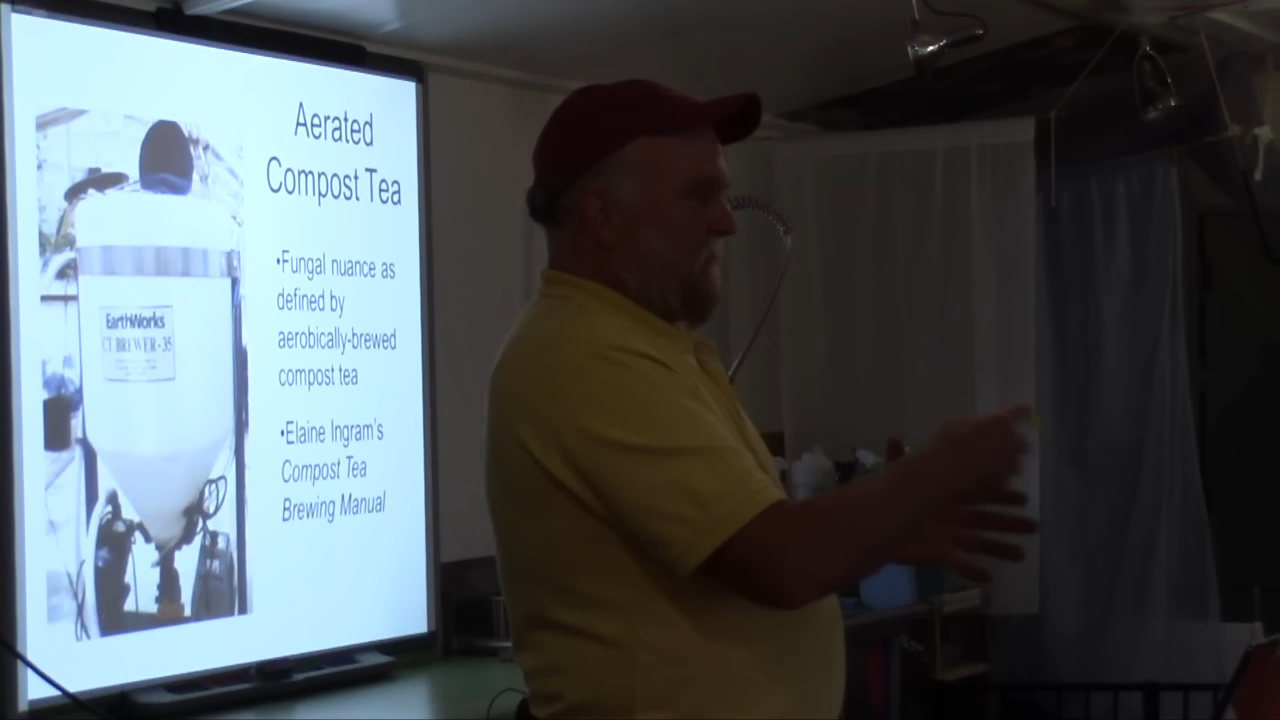 Aerated
Compost Tea
•Fungal nuance as
defined by
aerobically-brewed
compost tea
•Elaine Ingram's
Compost Tea
Brewing Manual
EarthWorks
CT BREWER-35